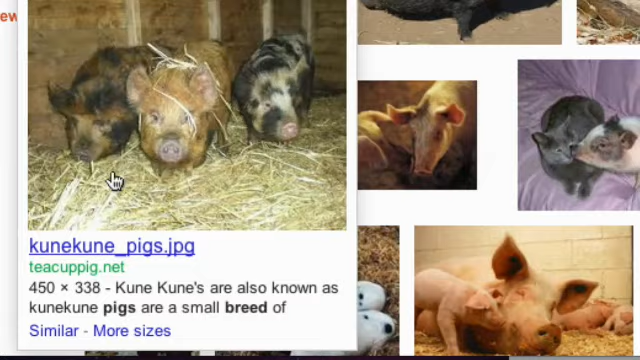 ew
kunekune_pigs.jpg
teacuppig.net
450 × 338 - Kune Kune's are also known as
kunekune pigs are a small breed of
Similar - More sizes